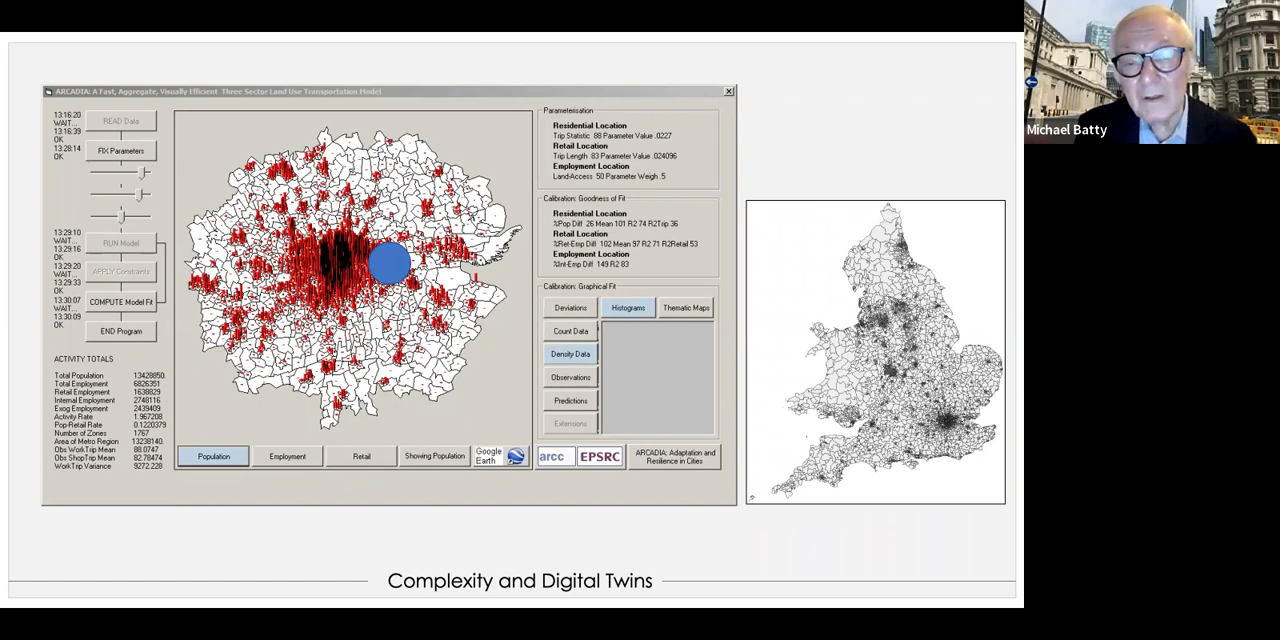 ARCADIA: A Fast, Aggregate, Visually Efficient Three Sector Land Use Transportation Model
13:16:20
WAIT...
13:16:39
OK
13:28:14
READ Data
FIX Parameters
13:29:10
WAIT...
13:29:16
OK
13:29:20
WAIT...
13:29:33
OK
13:30:07
WAIT...
13:30:09
OK
RUN Model
APPLY Constraints
COMPUTE Model Fit
END Program
ACTIVITY TOTALS
Total Population 13428850.
Total Employment 6826351
Retail Employment 1638829
Internal Employment 2748116
Exog Employment 2439409
Activity Rate 1.967208
Pop-Retail Rate 0.1220379
Number of Zones 1767
Area of Metro Region 13238140.
Obs WorkTrip Mean 88.0747
Obs ShopTrip Mean 82.78474
WorkTrip Variance 9272.228
Population
Employment
Retail
Showing Population
Google
Earth
Parameterisation
Residential Location
Trip Statistic 88 Parameter Value .0227
Retail Location
Trip Length 83 Parameter Value .024096
Employment Location
Land-Access 50 Parameter Weigh .5
Calibration: Goodness of Fit
Residential Location
%Pop Diff 26 Mean 101 R2 74 R2Trip 36
Retail Location
%Ret-Emp Diff 102 Mean 97 R2 71 R2Retail 53
Employment Location
%Int-Emp Diff 149 R2 83
Calibration: Graphical Fit
Deviations
Histograms
Thematic Maps
Count Data
Density Data
Observations
Predictions
Extensions
arcc
EPSRC
ARCADIA: Adaptation and
Resilience in Cities
Complexity and Digital Twins
Michael Batty